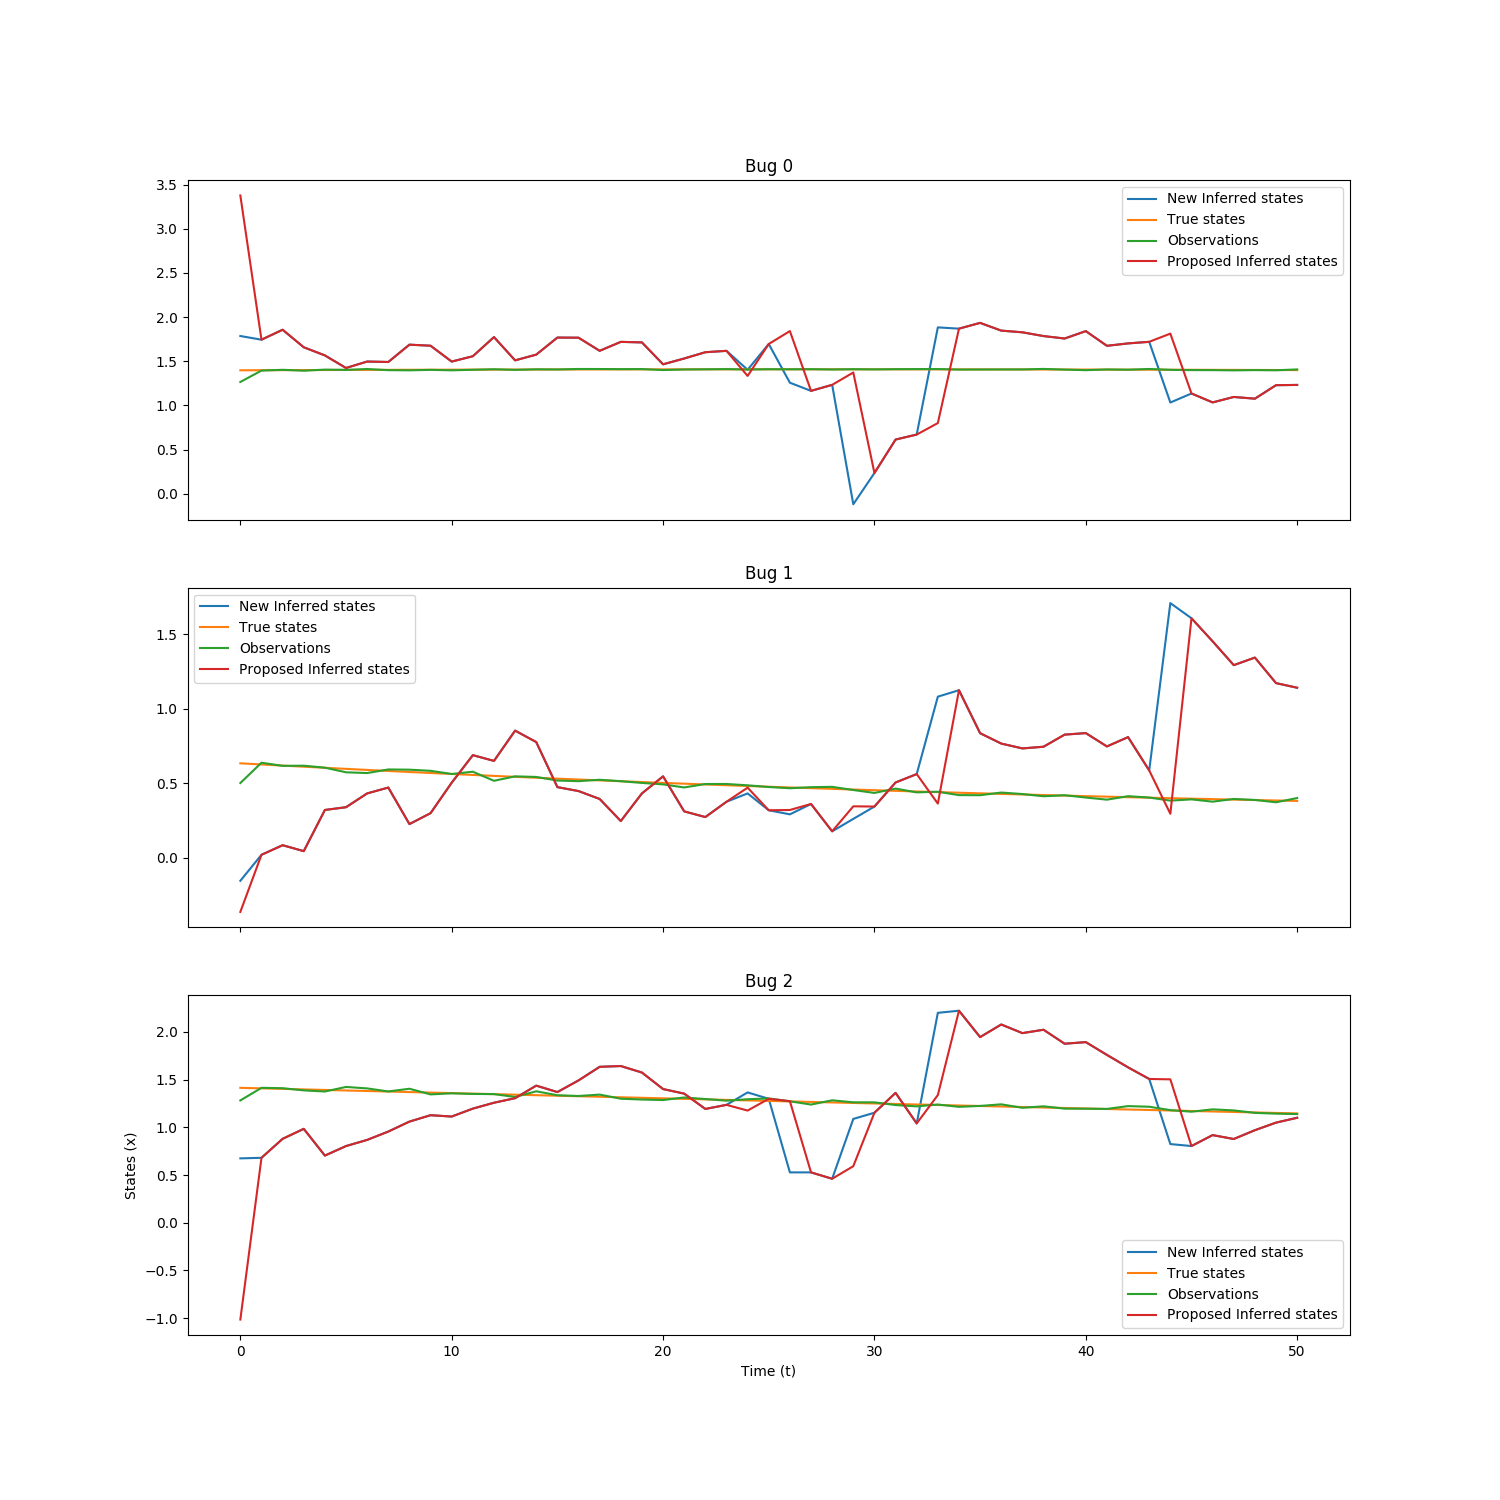 Bug 0
3.5
3.0
2.5
2.0
1.5
1.0
0.5
0.0
New Inferred states
True states
Observations
Proposed Inferred states
Bug 1
1.5
1.0
0.5
0.0
New Inferred states
True states
Observations
Proposed Inferred states
Bug 2
States (x)
2.0
1.5
1.0
0.5
0.0
−0.5
−1.0
New Inferred states
True states
Observations
Proposed Inferred states
0 10 20 30 40 50
Time (t)